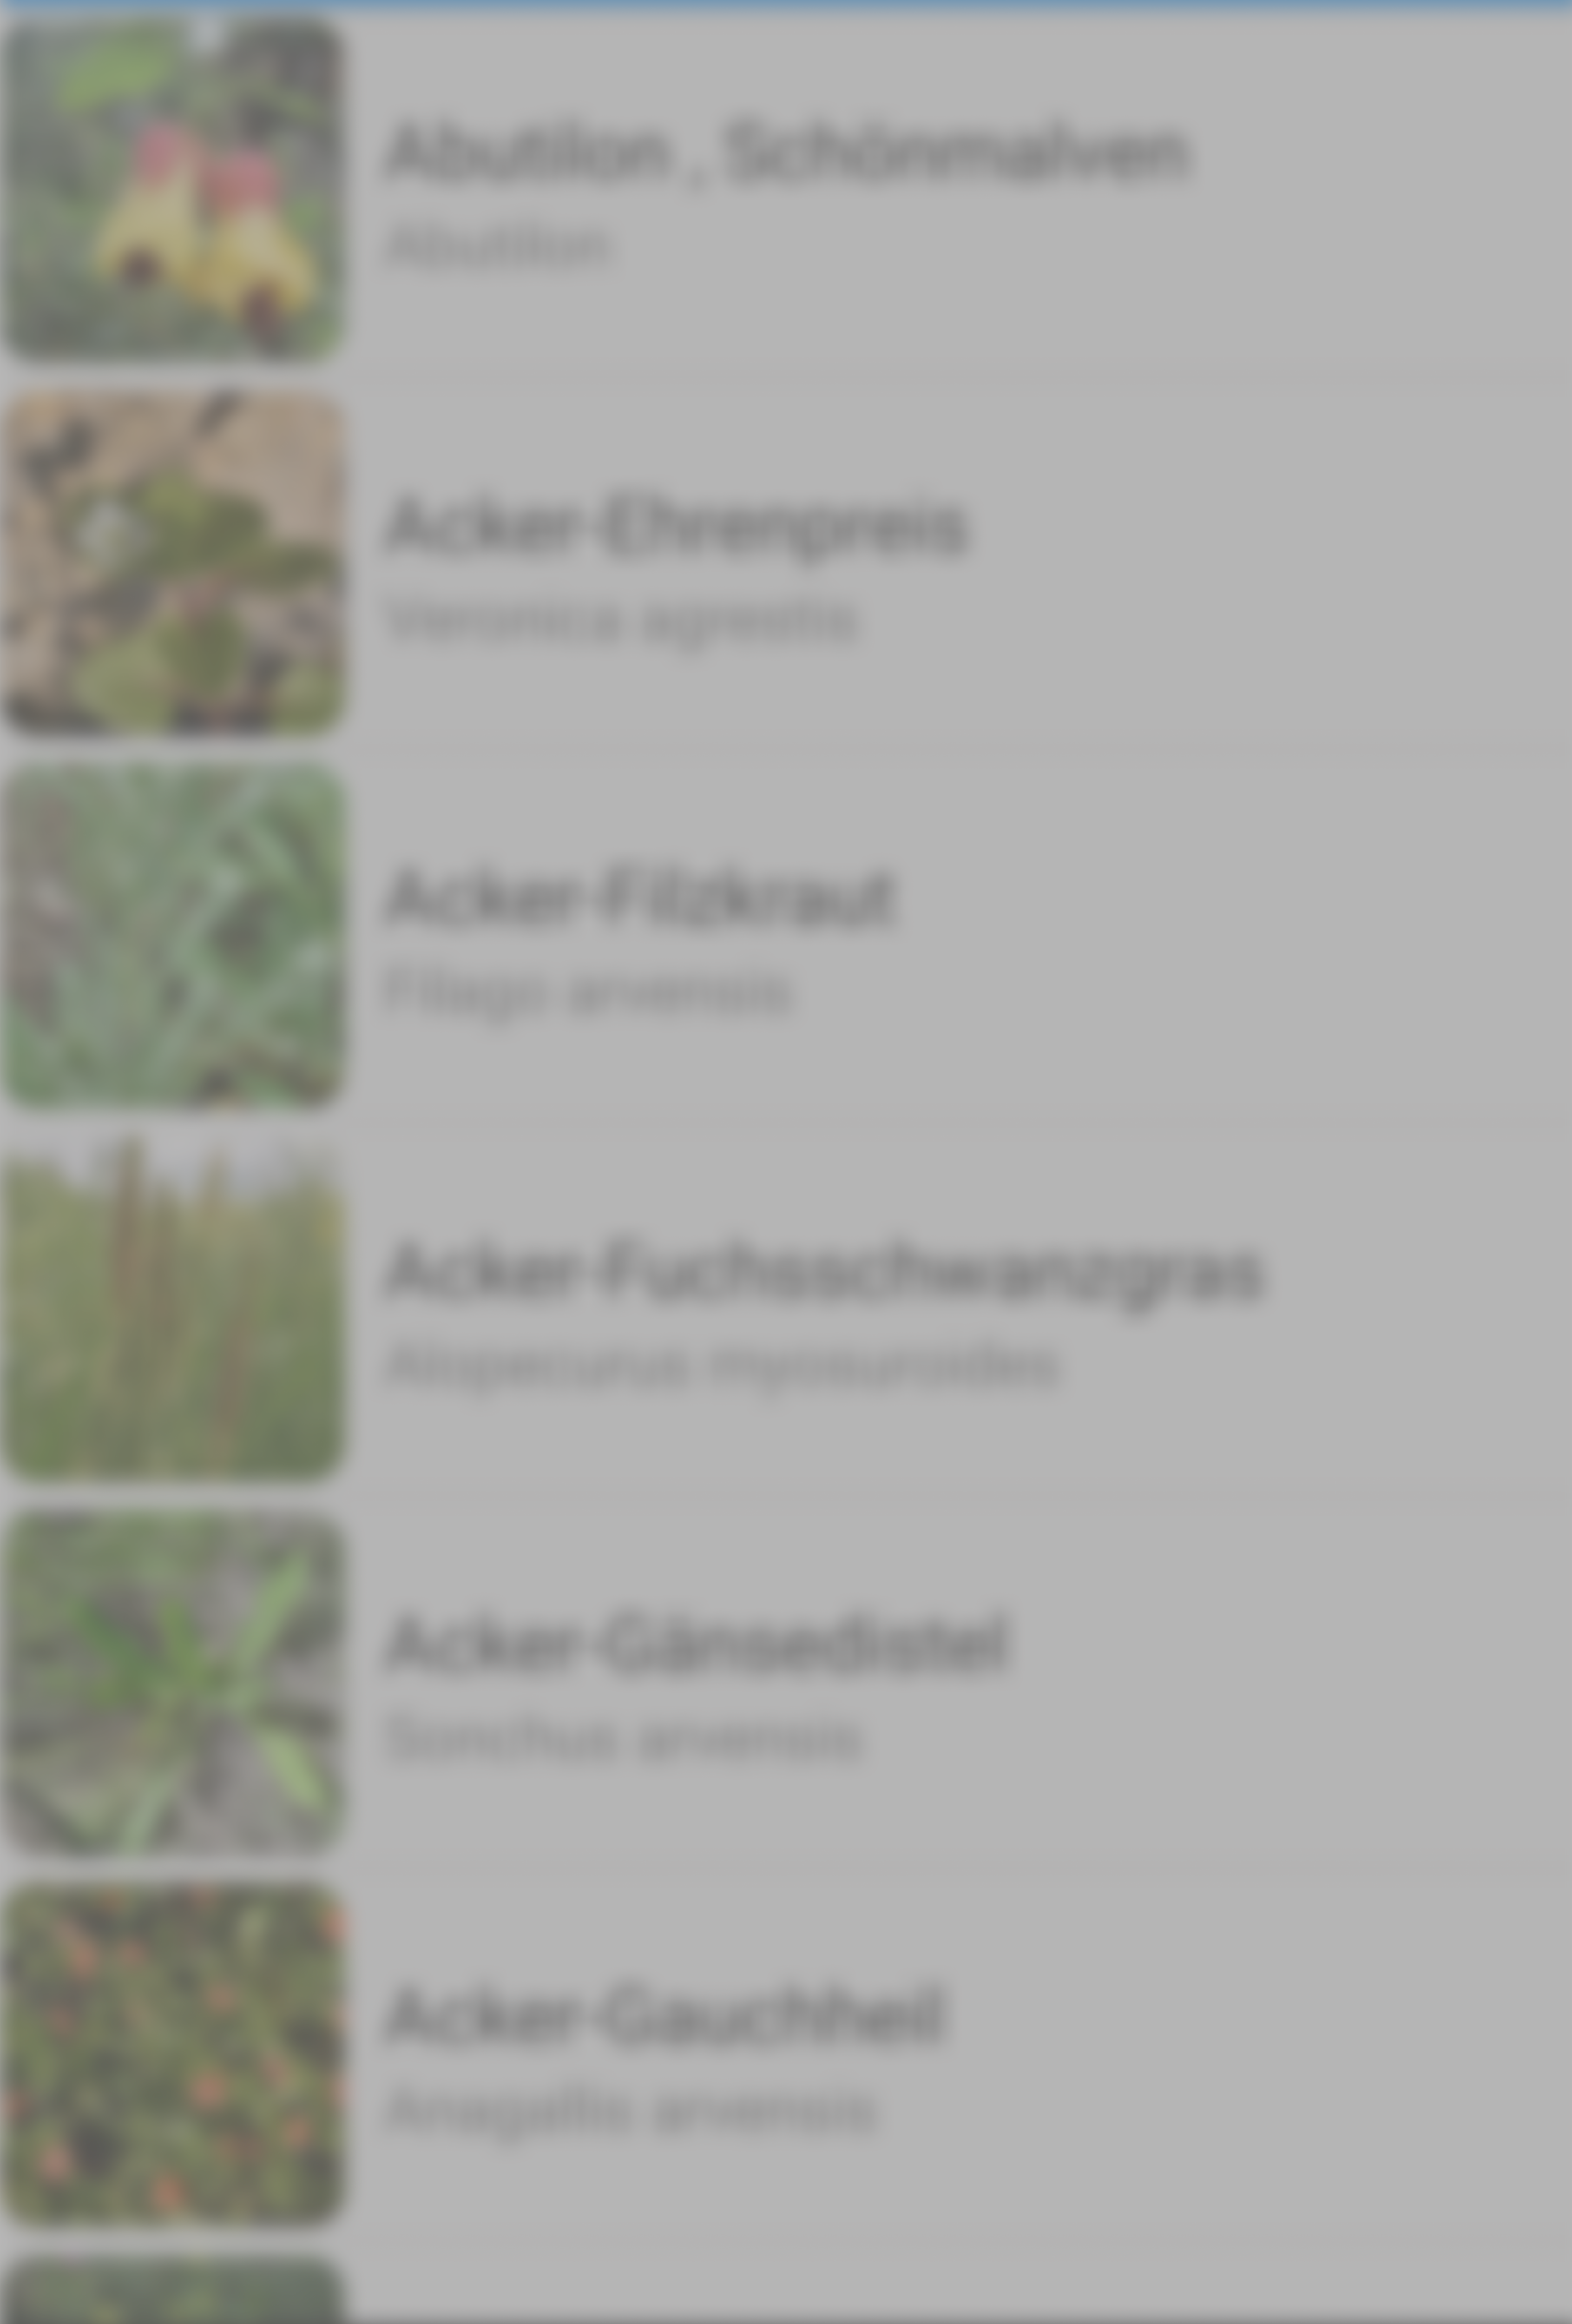 Abutilon , Schönmalven
Abutilon
Acker-Ehrenpreis
Veronica agrestis
Acker-Filzkraut
Filago arvensis
Acker-Fuchsschwanzgras
Alopecurus myosuroides
Acker-Gänsedistel
Sonchus arvensis
Acker-Gauchheil
Anagallis arvensis